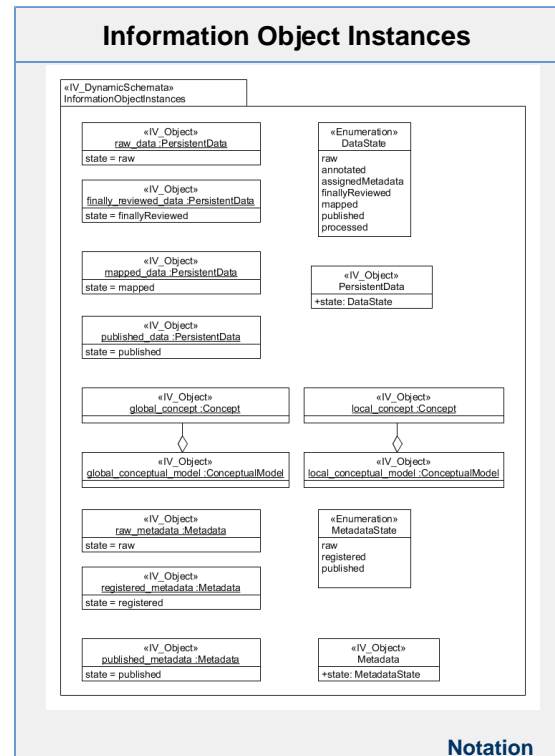 Information Object Instances
«IV_DynamicSchemata»
InformationObjectInstances
«IV_Object»
raw_data :PersistentData
state = raw
«Enumeration»
DataState
raw
annotated
assignedMetadata
finallyReviewed
mapped
published
processed
«IV_Object»
finally_reviewed_data :PersistentData
state = finallyReviewed
«IV_Object»
mapped_data :PersistentData
state = mapped
«IV_Object»
PersistentData
+state: DataState
«IV_Object»
published_data :PersistentData
state = published
«IV_Object»
global_concept :Concept
«IV_Object»
local_concept :Concept
«IV_Object»
global_conceptual_model :ConceptualModel
«IV_Object»
local_conceptual_model :ConceptualModel
«IV_Object»
raw_metadata :Metadata
state = raw
«Enumeration»
MetadataState
raw
registered
published
«IV_Object»
registered_metadata :Metadata
state = registered
«IV_Object»
published_metadata :Metadata
state = published
«IV_Object»
Metadata
+state: MetadataState
Notation